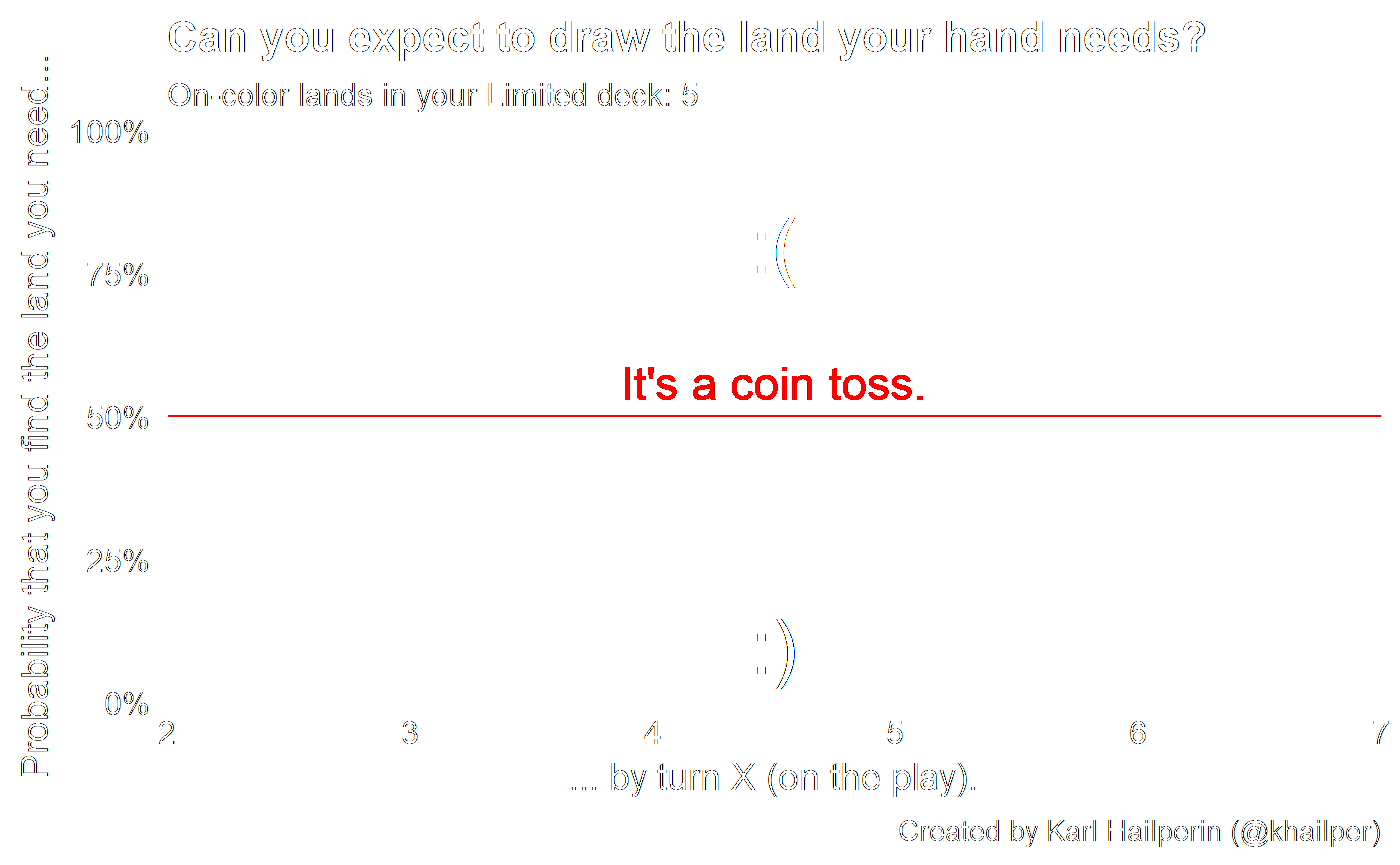 Can you expect to draw the land your hand needs?
On-color lands in your Limited deck: 5
Probability that you find the land you need...
100%
:(
75%
It's a coin toss.
50%
25%
:)
0%
2 3 4 5 6 7
... by turn X (on the play).
Created by Karl Hailperin (@khailper)